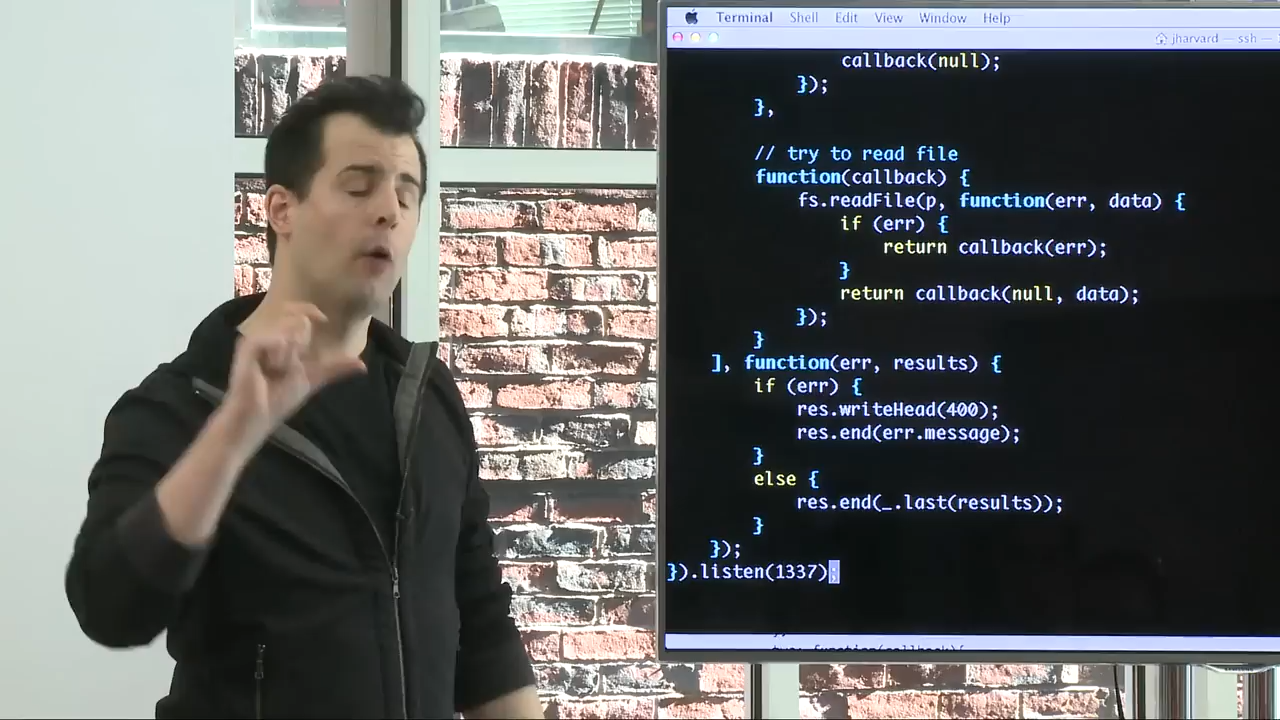 Terminal Shell Edit View Window Help
jharvard — ssh —
callback(null);
});
},
// try to read file
function(callback) {
fs.readFile(p, function(err, data) {
if (err) {
return callback(err);
}
return callback(null, data);
});
}
], function(err, results) {
if (err) {
res.writeHead(400);
res.end(err.message);
}
else {
res.end(_.last(results));
}
});
}).listen(1337);